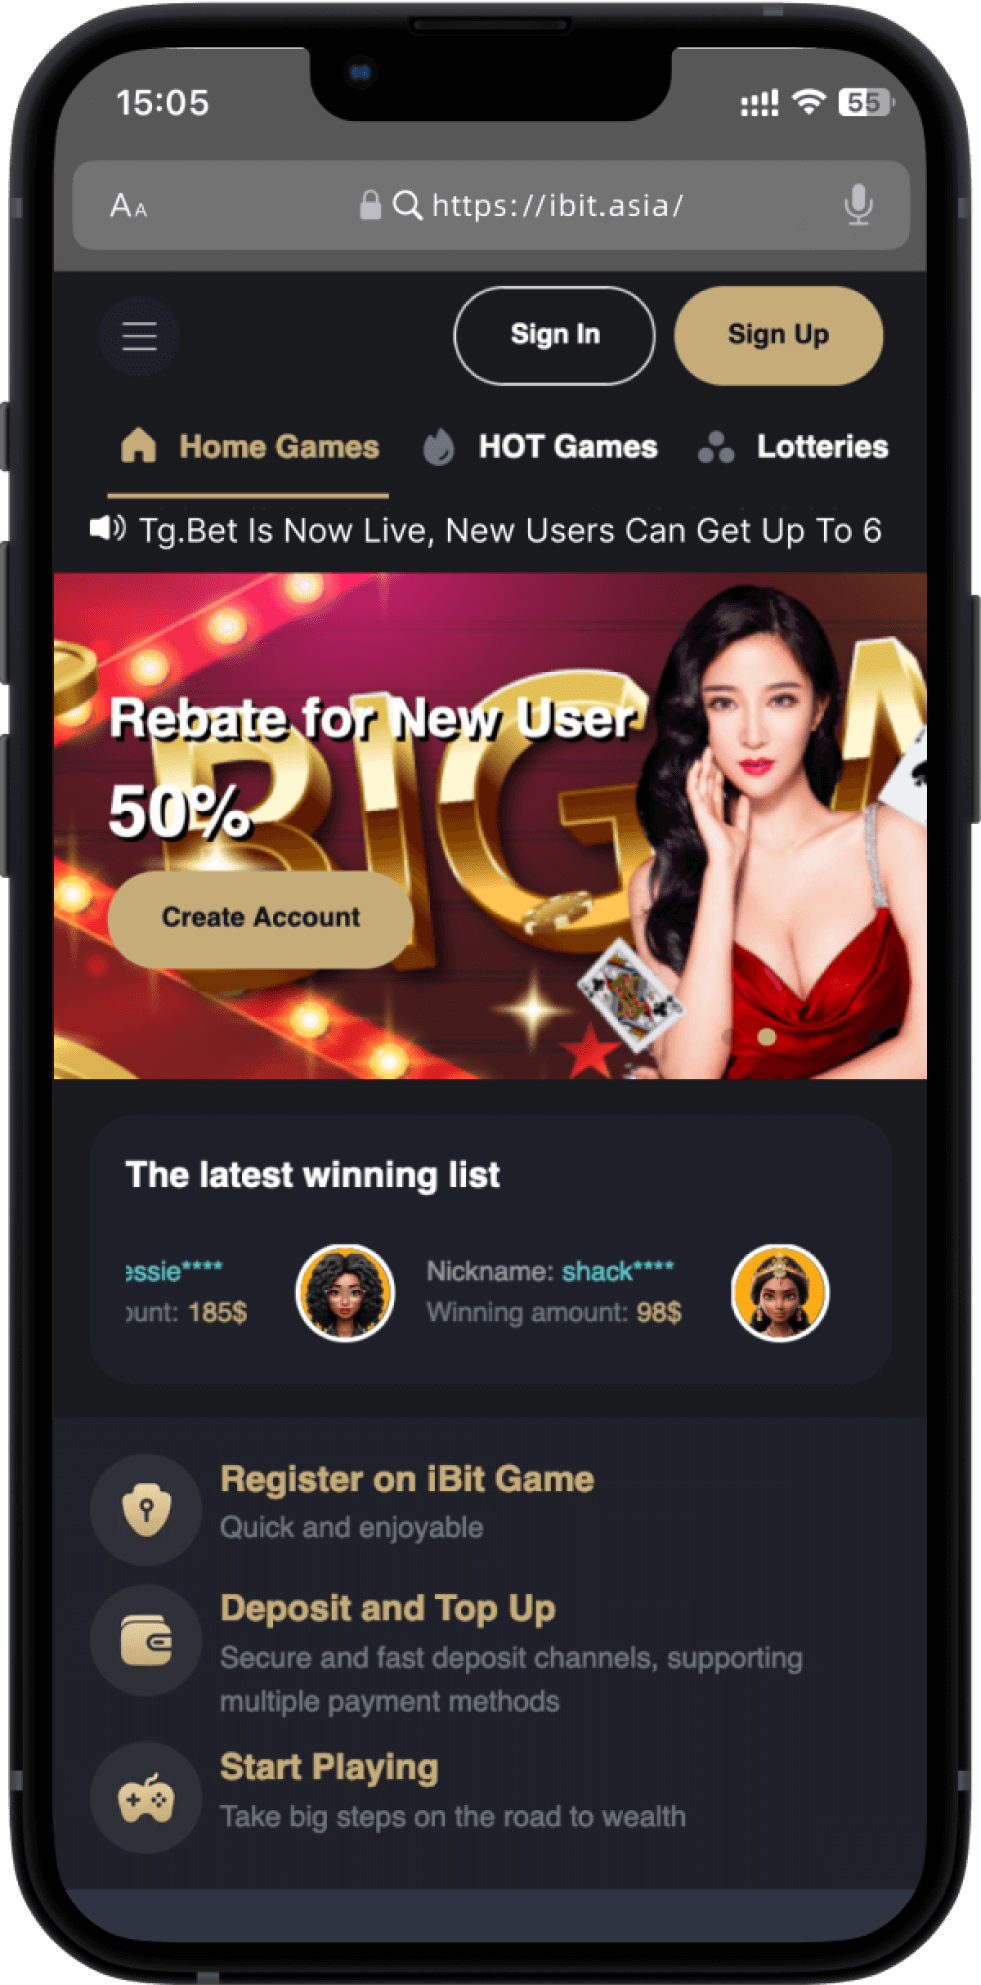 15:05
55
AA
https://ibit.asia/
Sign In
Sign Up
Home Games
HOT Games
Lotteries
Tg.Bet Is Now Live, New Users Can Get Up To 6
BIG
Rebate for New User
50%
Create Account
The latest winning list
essie****
Nickname: shack****
ount: 185$
Winning amount: 98$
Register on iBit Game
Quick and enjoyable
Deposit and Top Up
Secure and fast deposit channels, supporting
multiple payment methods
Start Playing
Take big steps on the road to wealth